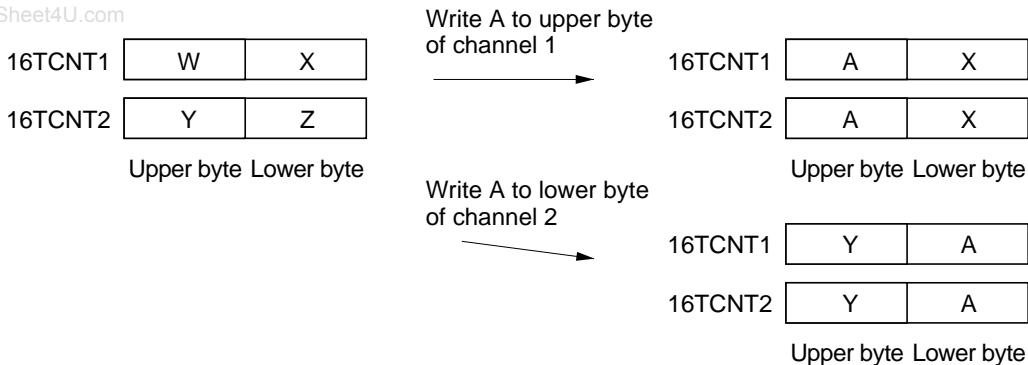 Sheet4U.com
Write A to upper byte
of channel 1
16TCNT1 W X
16TCNT2 Y Z
Upper byte Lower byte
16TCNT1 A X
16TCNT2 A X
Upper byte Lower byte
Write A to lower byte
of channel 2
16TCNT1 Y A
16TCNT2 Y A
Upper byte Lower byte